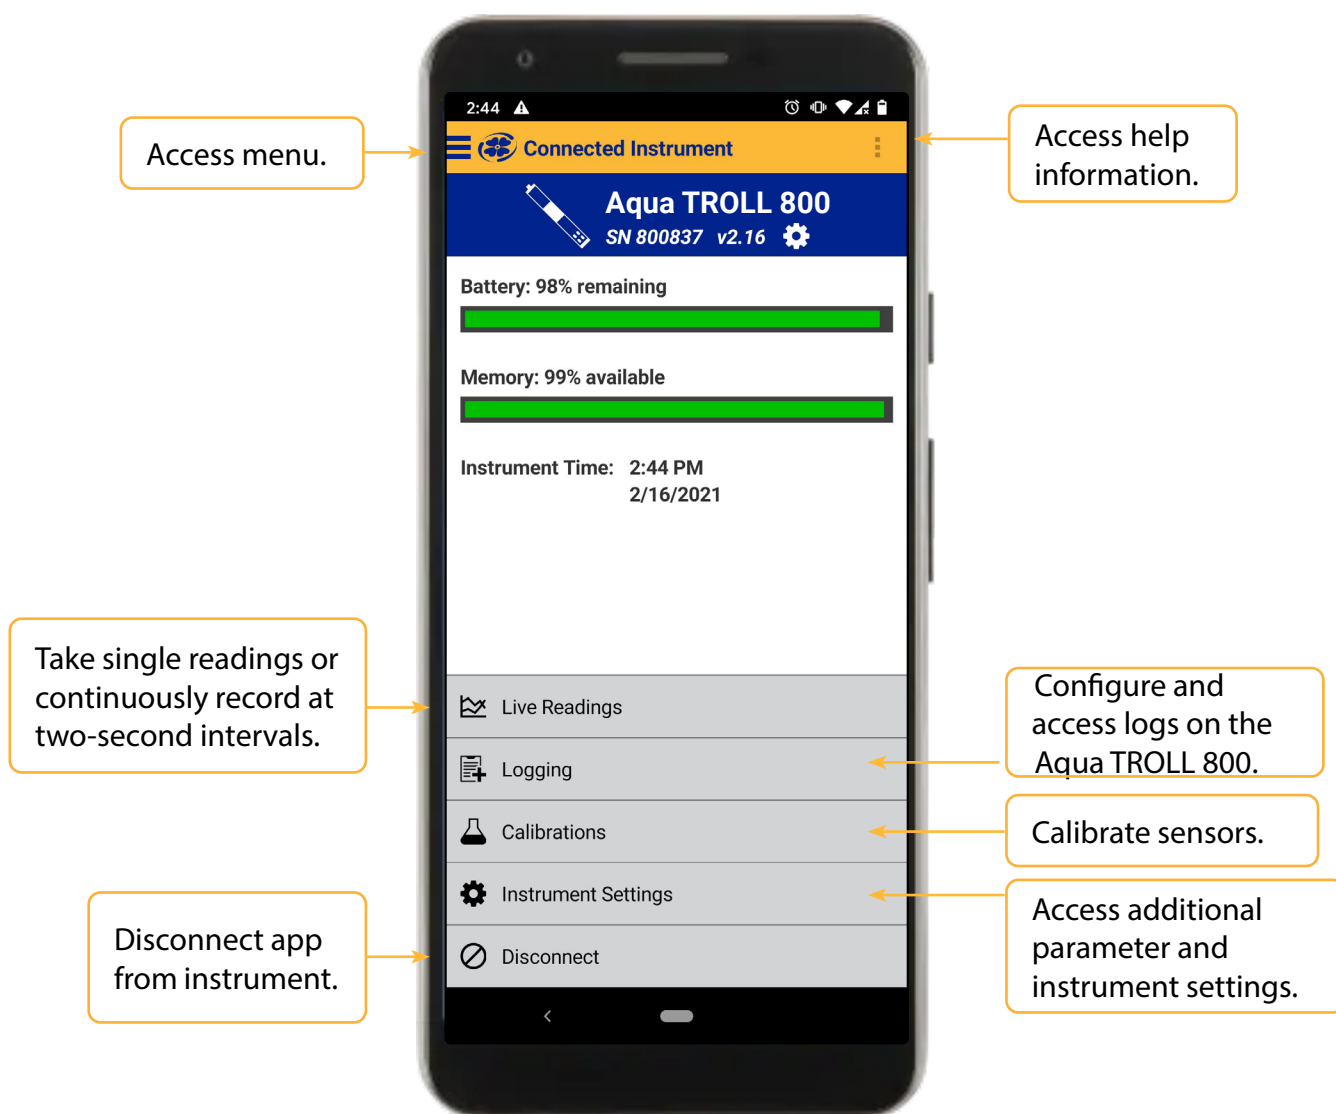 2:44
Access menu.
Connected Instrument
Access help
information.
Aqua TROLL 800
SN 800837 v2.16
Battery: 98% remaining
Memory: 99% available
Instrument Time: 2:44 PM
2/16/2021
Take single readings or
continuously record at
two-second intervals.
Live Readings
Configure and
access logs on the
Aqua TROLL 800.
Logging
Calibrations
Calibrate sensors.
Instrument Settings
Access additional
parameter and
instrument settings.
Disconnect app
from instrument.
Disconnect